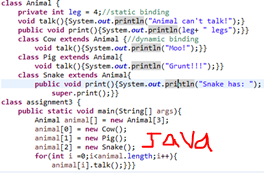 class Animal {
private int leg = 4;//static binding
void talk(){System.out.println("Animal can't talk!");}
public void print(){System.out.println(leg+ " legs");}}
class Cow extends Animal {//dynamic binding
void talk(){System.out.println("Moo!");}}
class Pig extends Animal{
void talk(){System.out.println("Grunt!!!");}}
class Snake extends Animal{
public void print(){System.out.println("Snake has: ");
super.print();}}
class assignment3 {
public static void main(String[] args){
Animal animal[] = new Animal[3];
animal[0] = new Cow();
animal[1] = new Pig();
animal[2] = new Snake();
for(int i =0;i<animal.length;i++){
animal[i].talk();}}}
JAVA